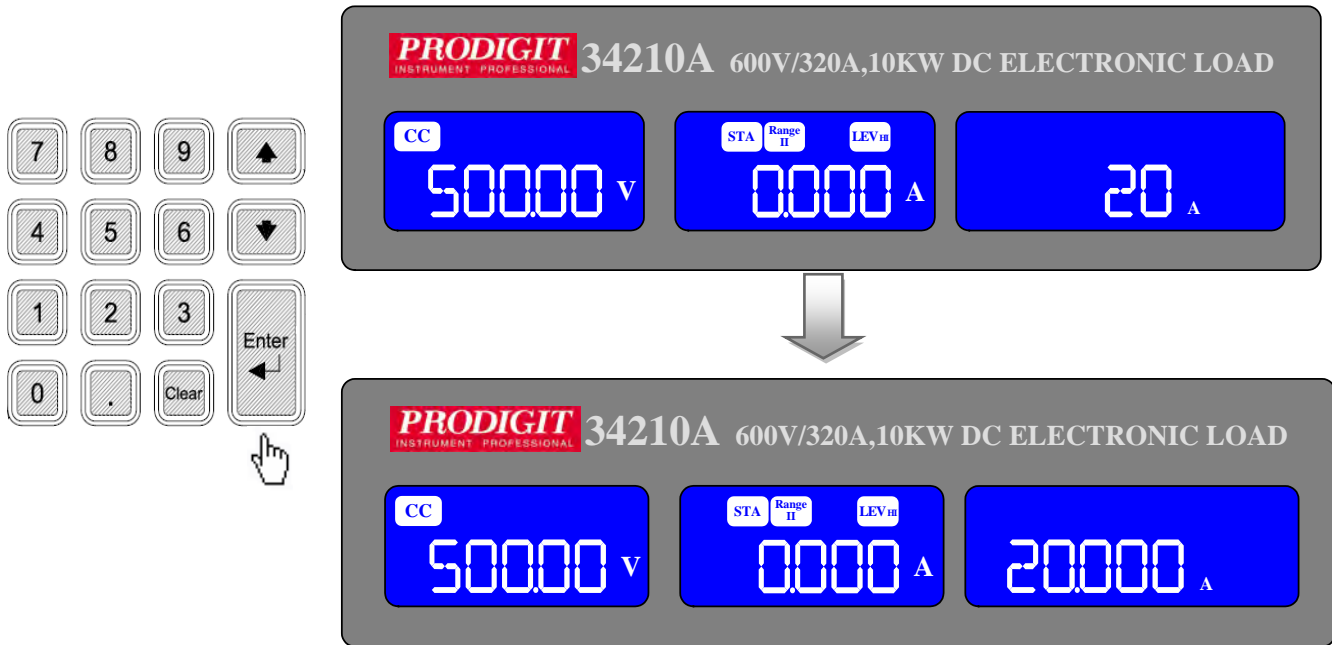 7 8 9
4 5 6
1 2 3
Enter
0 . Clear
PRODIGIT
INSTRUMENT PROFESSIONAL
34210A 600V/320A,10KW DC ELECTRONIC LOAD
CC
500.00 V
STA Range II LEV HI
0.000 A
20 A
PRODIGIT
INSTRUMENT PROFESSIONAL
34210A 600V/320A,10KW DC ELECTRONIC LOAD
CC
500.00 V
STA Range II LEV HI
0.000 A
20.000 A